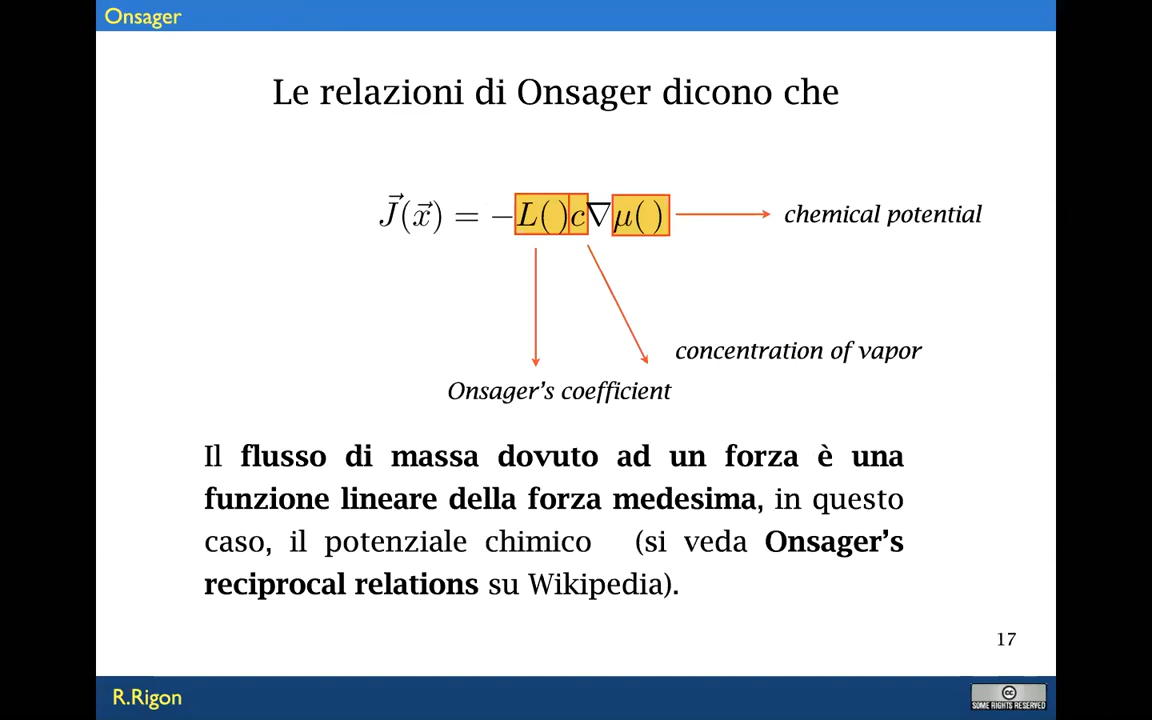 Onsager
Le relazioni di Onsager dicono che
J⃗(x⃗) = −L()c∇μ()
chemical potential
concentration of vapor
Onsager’s coefficient
Il flusso di massa dovuto ad un forza è una
funzione lineare della forza medesima, in questo
caso, il potenziale chimico (si veda Onsager’s
reciprocal relations su Wikipedia).
17
R.Rigon
cc
SOME RIGHTS RESERVED